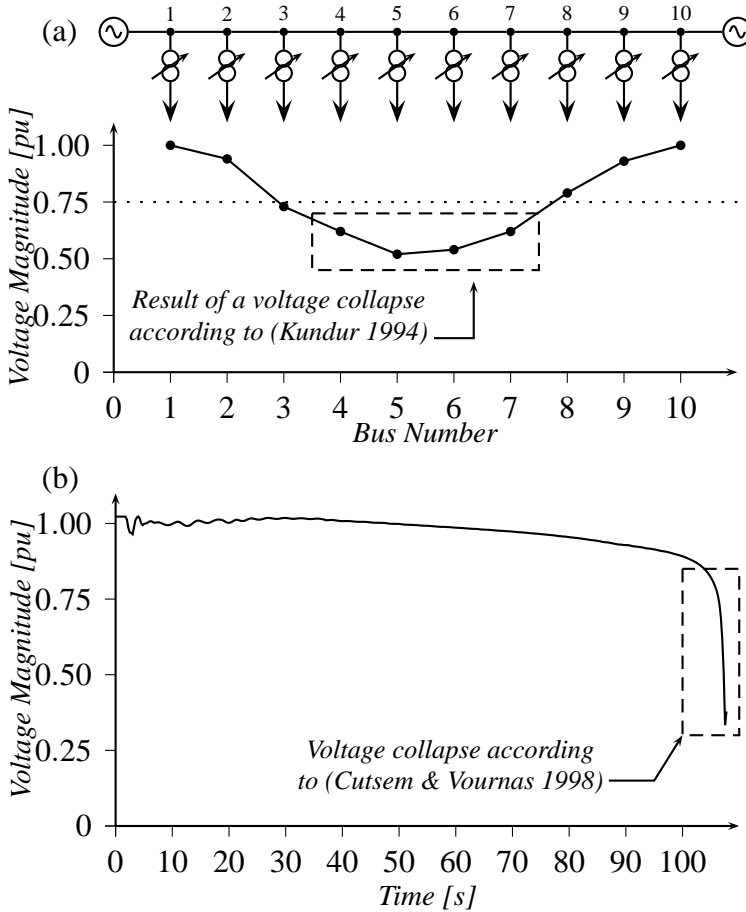 1 2 3 4 5 6 7 8 9 10
(a)
Voltage Magnitude [pu]
1.00
0.75
0.50
0.25
0
Result of a voltage collapse
according to (Kundur 1994)
0 1 2 3 4 5 6 7 8 9 10
Bus Number
(b)
Voltage Magnitude [pu]
1.00
0.75
0.50
0.25
0
Voltage collapse according
to (Cutsem & Vournas 1998)
0 10 20 30 40 50 60 70 80 90 100
Time [s]